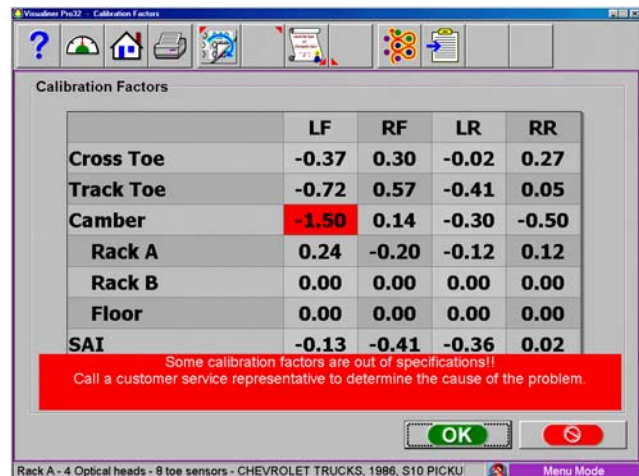 Visualiner Pro32 - Calibration Factors
?
Calibration Factors
LF RF LR RR
Cross Toe -0.37 0.30 -0.02 0.27
Track Toe -0.72 0.57 -0.41 0.05
Camber -1.50 0.14 -0.30 -0.50
Rack A 0.24 -0.20 -0.12 0.12
Rack B 0.00 0.00 0.00 0.00
Floor 0.00 0.00 0.00 0.00
SAI -0.13 -0.41 -0.36 0.02
Some calibration factors are out of specifications!!
Call a customer service representative to determine the cause of the problem.
OK
Rack A - 4 Optical heads - 8 toe sensors - CHEVROLET TRUCKS, 1986, S10 PICKU
Menu Mode